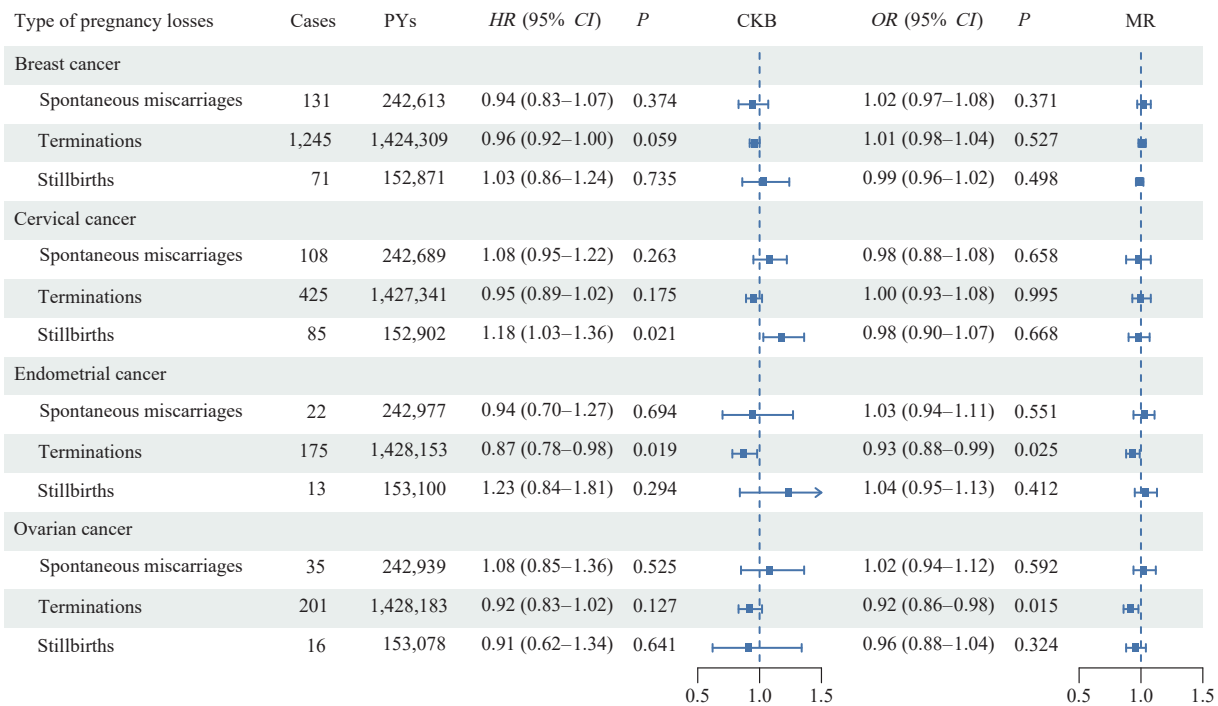 Type of pregnancy losses Cases PYs HR (95% CI) P CKB OR (95% CI) P MR
Breast cancer
Spontaneous miscarriages 131 242,613 0.94 (0.83–1.07) 0.374 1.02 (0.97–1.08) 0.371
Terminations 1,245 1,424,309 0.96 (0.92–1.00) 0.059 1.01 (0.98–1.04) 0.527
Stillbirths 71 152,871 1.03 (0.86–1.24) 0.735 0.99 (0.96–1.02) 0.498
Cervical cancer
Spontaneous miscarriages 108 242,689 1.08 (0.95–1.22) 0.263 0.98 (0.88–1.08) 0.658
Terminations 425 1,427,341 0.95 (0.89–1.02) 0.175 1.00 (0.93–1.08) 0.995
Stillbirths 85 152,902 1.18 (1.03–1.36) 0.021 0.98 (0.90–1.07) 0.668
Endometrial cancer
Spontaneous miscarriages 22 242,977 0.94 (0.70–1.27) 0.694 1.03 (0.94–1.11) 0.551
Terminations 175 1,428,153 0.87 (0.78–0.98) 0.019 0.93 (0.88–0.99) 0.025
Stillbirths 13 153,100 1.23 (0.84–1.81) 0.294 1.04 (0.95–1.13) 0.412
Ovarian cancer
Spontaneous miscarriages 35 242,939 1.08 (0.85–1.36) 0.525 1.02 (0.94–1.12) 0.592
Terminations 201 1,428,183 0.92 (0.83–1.02) 0.127 0.92 (0.86–0.98) 0.015
Stillbirths 16 153,078 0.91 (0.62–1.34) 0.641 0.96 (0.88–1.04) 0.324
0.5 1.0 1.5 0.5 1.0 1.5